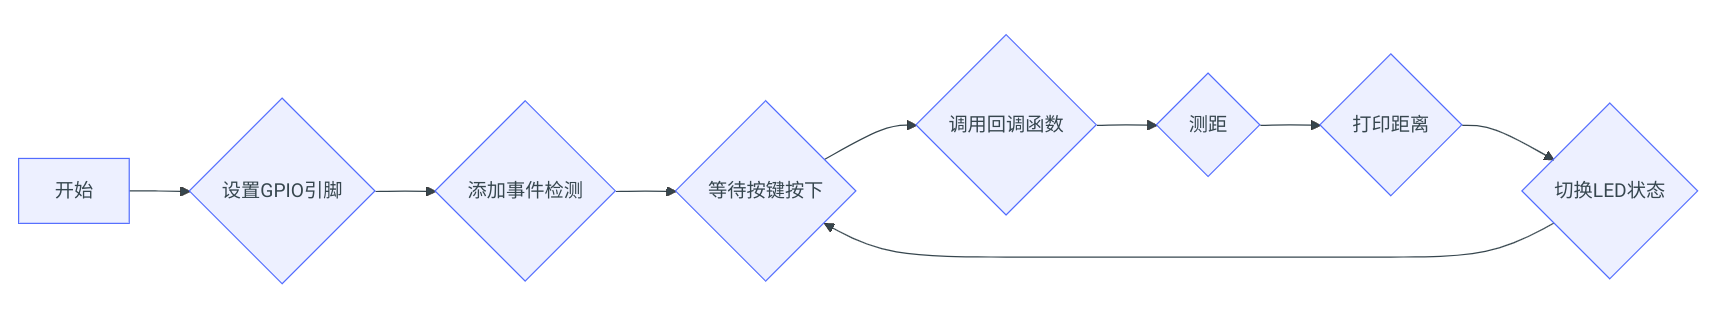 开始
设置GPIO引脚
添加事件检测
等待按键按下
调用回调函数
测距
打印距离
切换LED状态